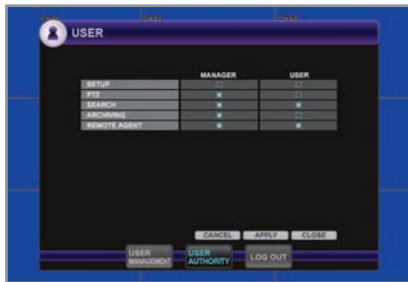 USER
MANAGER USER
SETUP
PTZ
SEARCH
ARCHIVING
REMOTE AGENT
CANCEL APPLY CLOSE
USER MANAGEMENT
USER AUTHORITY
LOG OUT